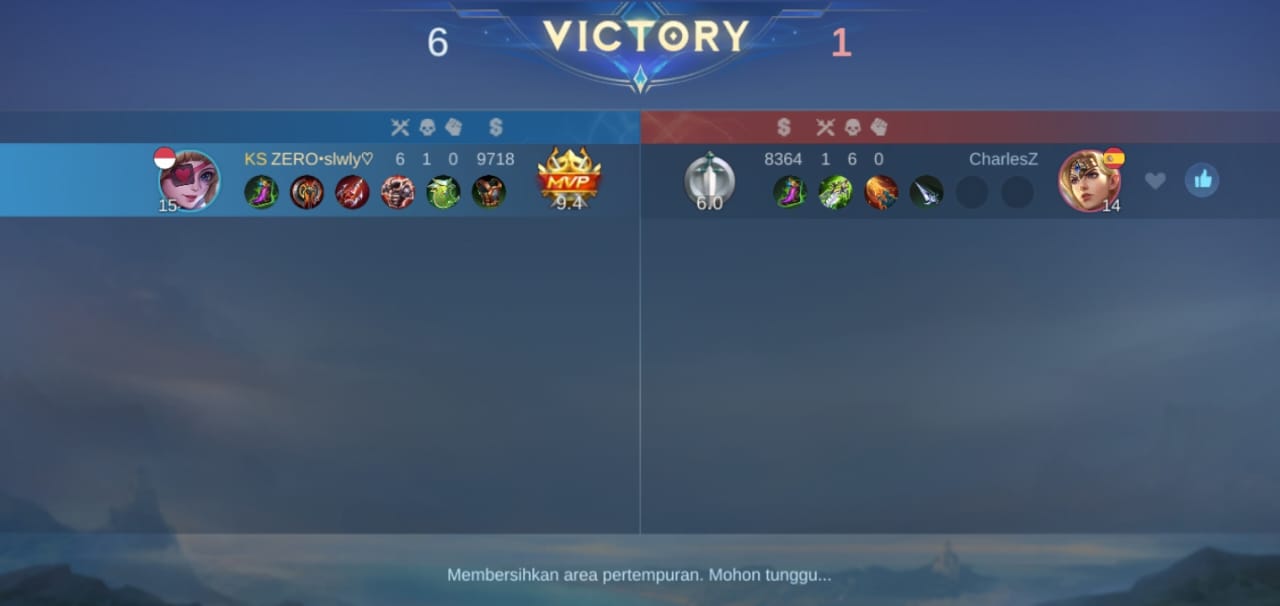 6 VICTORY 1
KS ZERO•slwly♡ 6 1 0 9718 8364 1 6 0 CharlesZ
15 MVP 9.4 6.0 14
Membersihkan area pertempuran. Mohon tunggu...